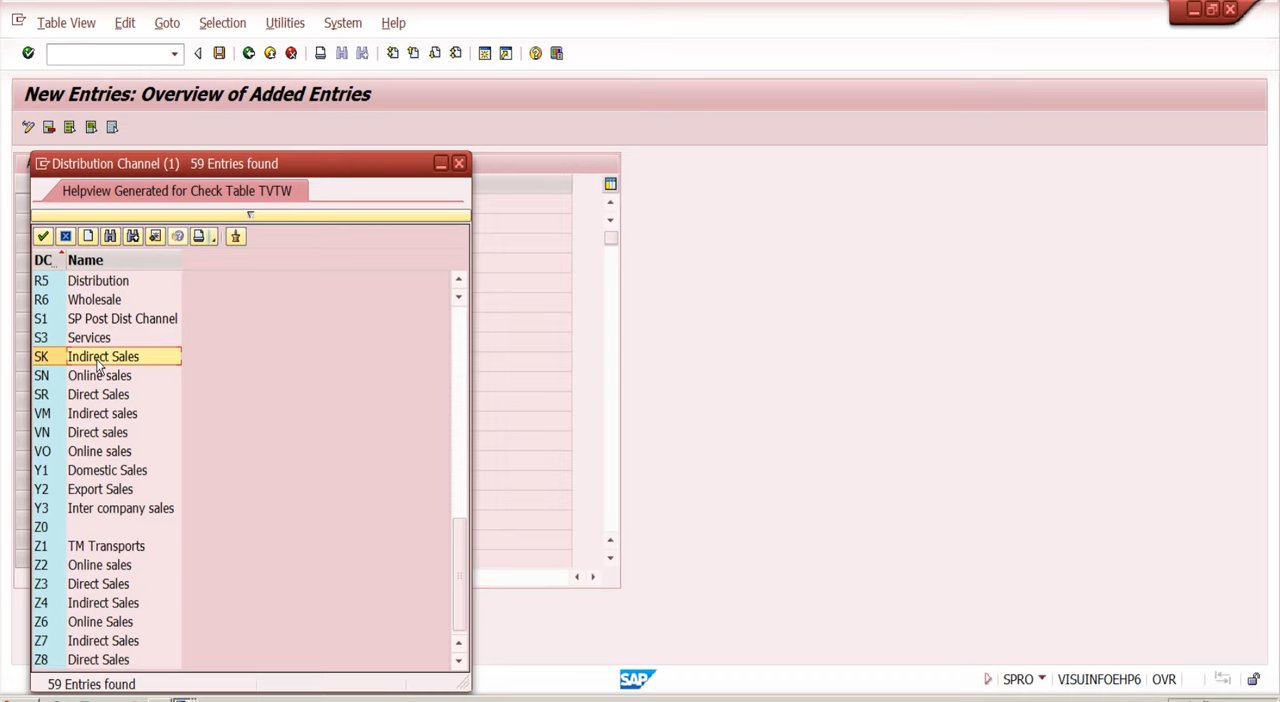 Table View Edit Goto Selection Utilities System Help
New Entries: Overview of Added Entries
Distribution Channel (1) 59 Entries found
Helpview Generated for Check Table TVTW
DC... Name
R5 Distribution
R6 Wholesale
S1 SP Post Dist Channel
S3 Services
SK Indirect Sales
SN Online sales
SR Direct Sales
VM Indirect sales
VN Direct sales
VO Online sales
Y1 Domestic Sales
Y2 Export Sales
Y3 Inter company sales
Z0
Z1 TM Transports
Z2 Online sales
Z3 Direct Sales
Z4 Indirect Sales
Z6 Online Sales
Z7 Indirect Sales
Z8 Direct Sales
59 Entries found
SAP SPRO VISUINFOEHP6 OVR